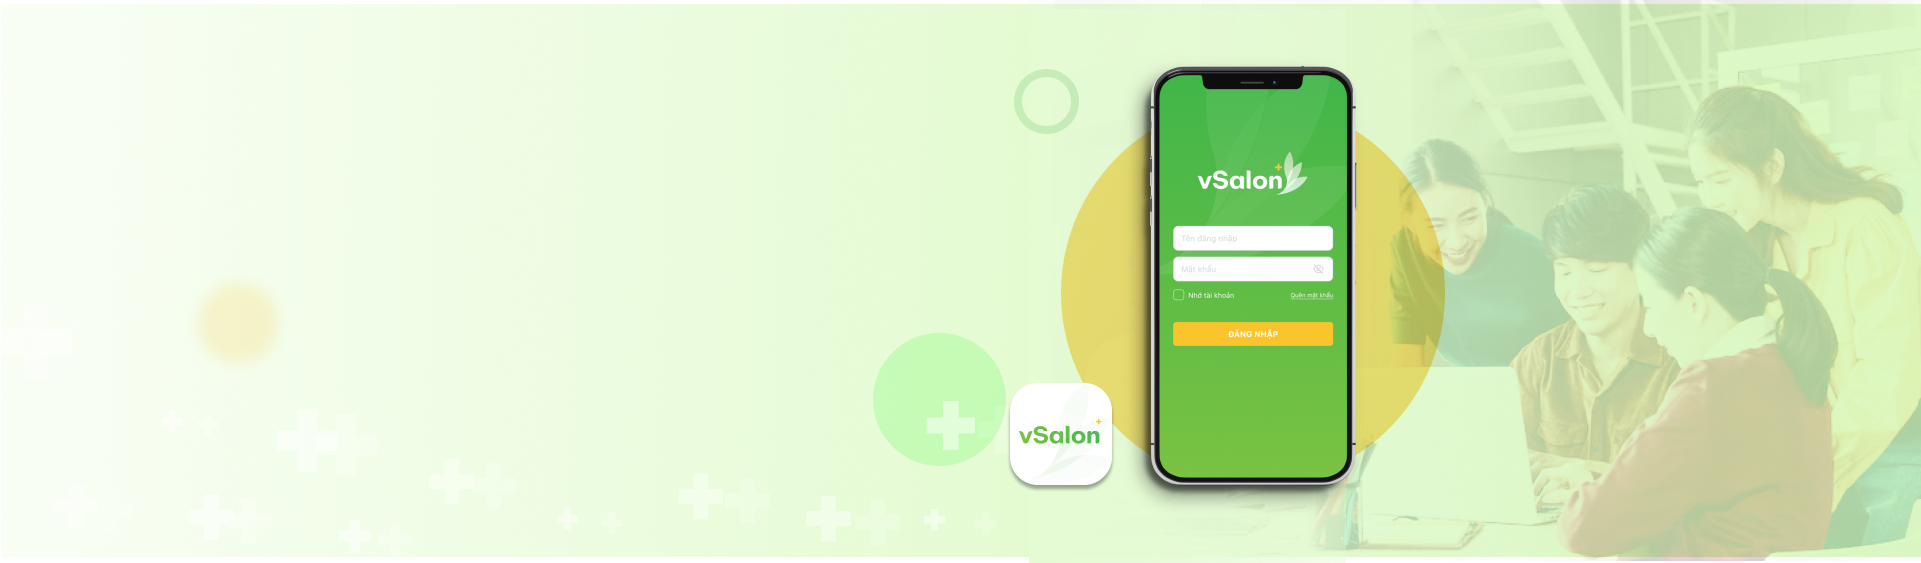 vSalon
Tên đăng nhập
Mật khẩu
Nhớ tài khoản
Quên mật khẩu
ĐĂNG NHẬP
vSalon